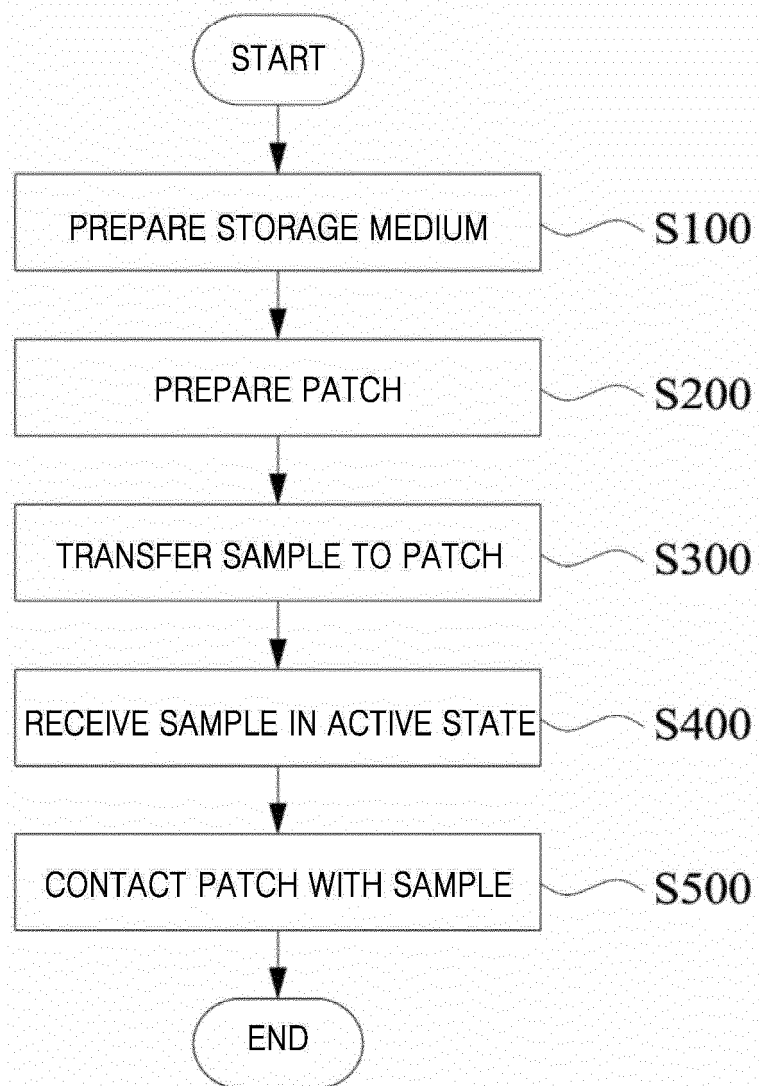 START
PREPARE STORAGE MEDIUM S100
PREPARE PATCH S200
TRANSFER SAMPLE TO PATCH S300
RECEIVE SAMPLE IN ACTIVE STATE S400
CONTACT PATCH WITH SAMPLE S500
END